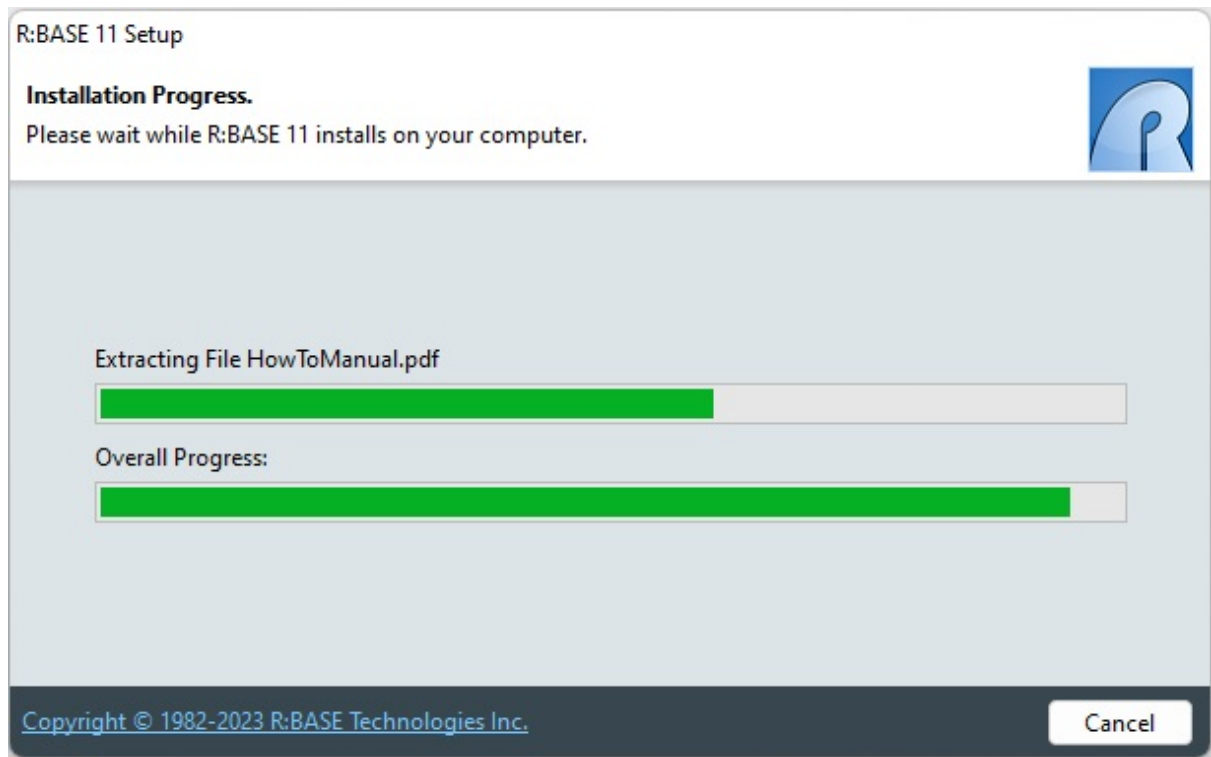 R:BASE 11 Setup
Installation Progress.
Please wait while R:BASE 11 installs on your computer.
Extracting File HowToManual.pdf
Overall Progress:
Copyright © 1982-2023 R:BASE Technologies Inc.
Cancel